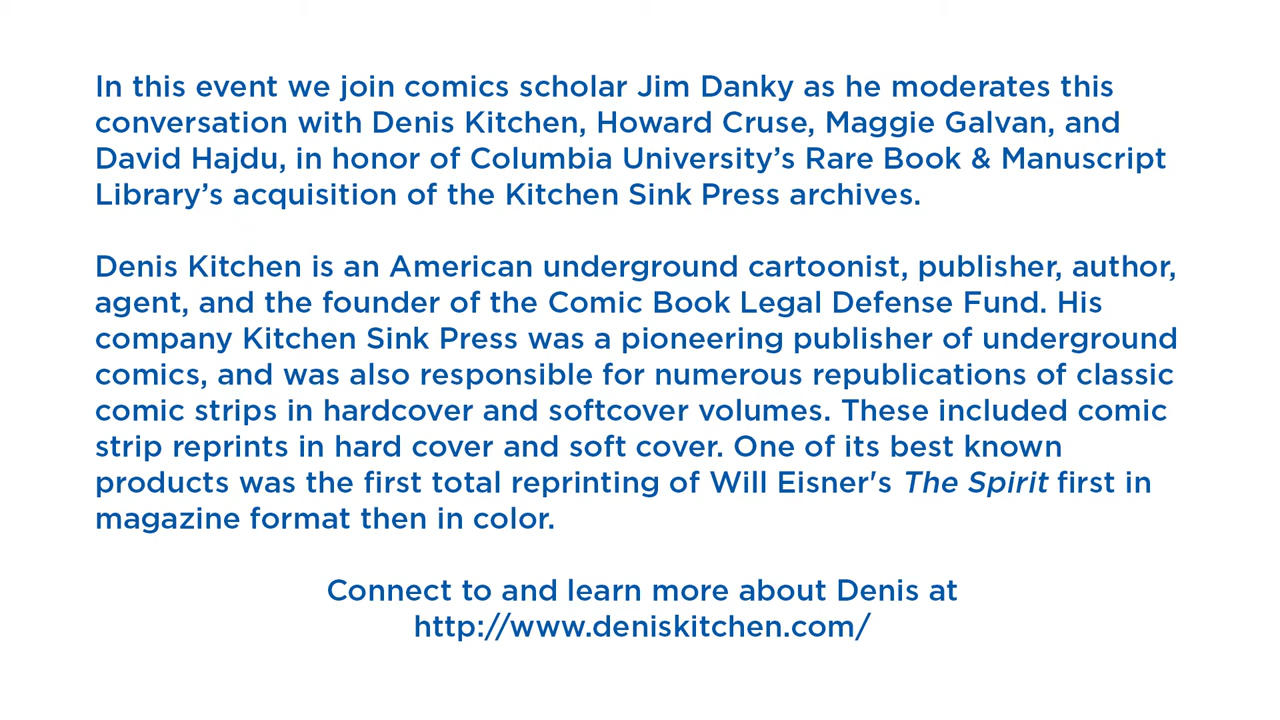 In this event we join comics scholar Jim Danky as he moderates this
conversation with Denis Kitchen, Howard Cruse, Maggie Galvan, and
David Hajdu, in honor of Columbia University’s Rare Book & Manuscript
Library’s acquisition of the Kitchen Sink Press archives.
Denis Kitchen is an American underground cartoonist, publisher, author,
agent, and the founder of the Comic Book Legal Defense Fund. His
company Kitchen Sink Press was a pioneering publisher of underground
comics, and was also responsible for numerous republications of classic
comic strips in hardcover and softcover volumes. These included comic
strip reprints in hard cover and soft cover. One of its best known
products was the first total reprinting of Will Eisner's The Spirit first in
magazine format then in color.
Connect to and learn more about Denis at
http://www.deniskitchen.com/